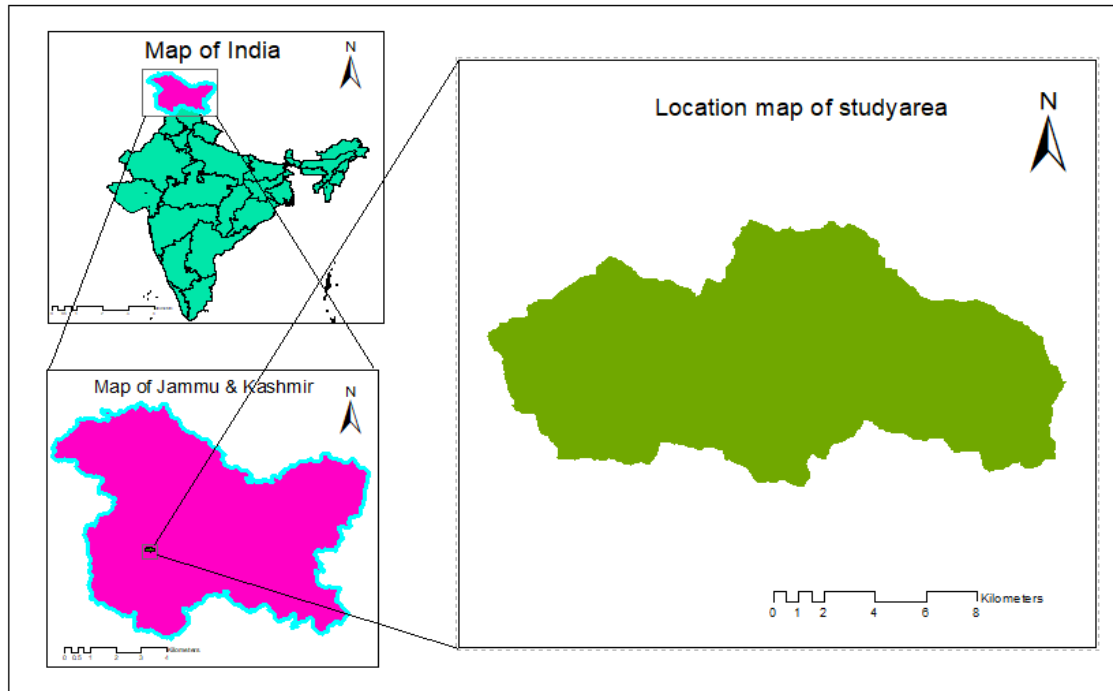 Map of India
N
Location map of studyarea
N
Map of Jammu & Kashmir
N
0 0.5 1 2 3 4 Kilometers
0 1 2 4 6 8 Kilometers